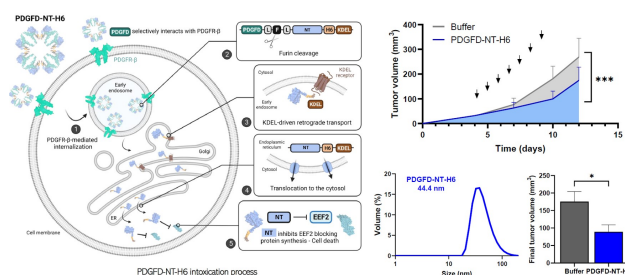 PDGFD-NT-H6
PDGFD selectively interacts with PDGFR-β
PDGFR-β
Early
endosome
1
PDGFR-β-mediated
internalization
Golgi
ER
Cell membrane
PDGFD L F L NT H6 KDEL
2
Furin cleavage
Cytosol
KDEL
receptor
Early
endosome
KDEL
3
KDEL-driven retrograde transport
Endoplasmic
reticulum
NT H6 KDEL
Cytosol
4
Translocation to the cytosol
NT EEF2
5
NT inhibits EEF2 blocking
protein synthesis - Cell death
PDGFD-NT-H6 intoxication process
Tumor volume (mm3)
400
300
200
100
0
0 5 10 15
Time (days)
Buffer
PDGFD-NT-H6
***
Volume (%)
20
15
10
5
0
1 10 100
Size (nm)
PDGFD-NT-H6
44.4 nm
Final tumor volume (mm3)
250
200
150
100
50
0
*
Buffer PDGFD-NT-H